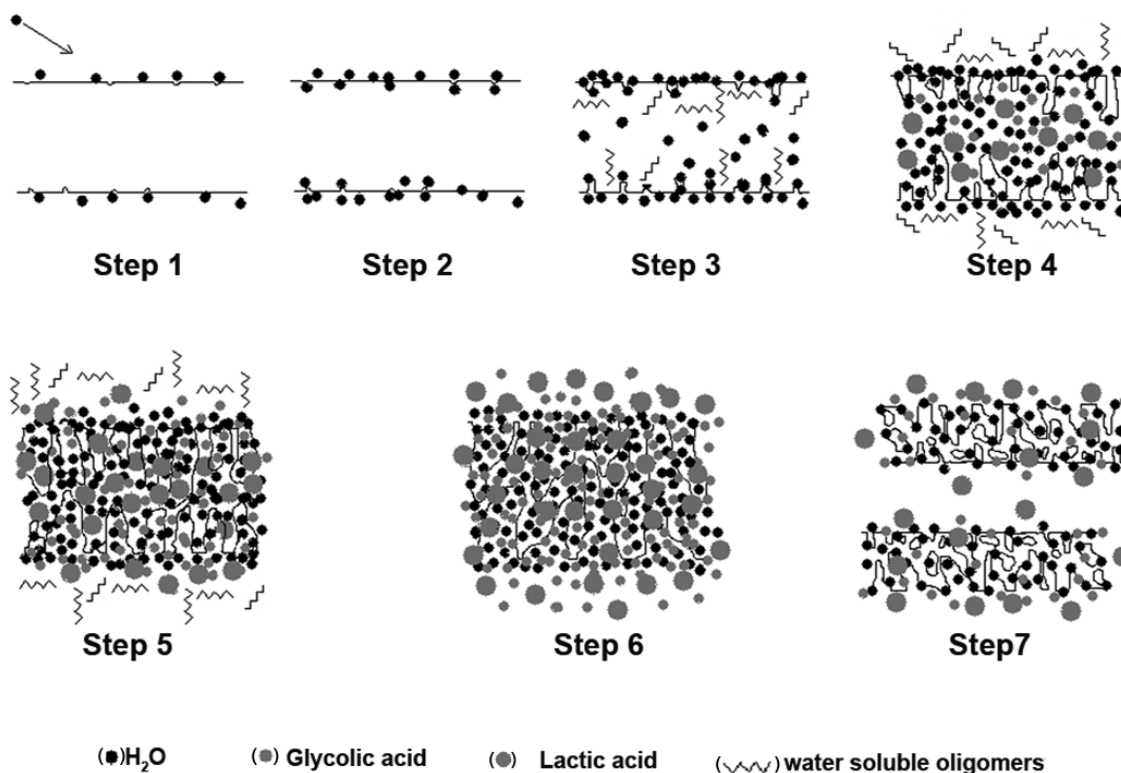 Step 1
Step 2
Step 3
Step 4
Step 5
Step 6
Step7
( )H₂O
( ) Glycolic acid
( ) Lactic acid
( ) water soluble oligomers